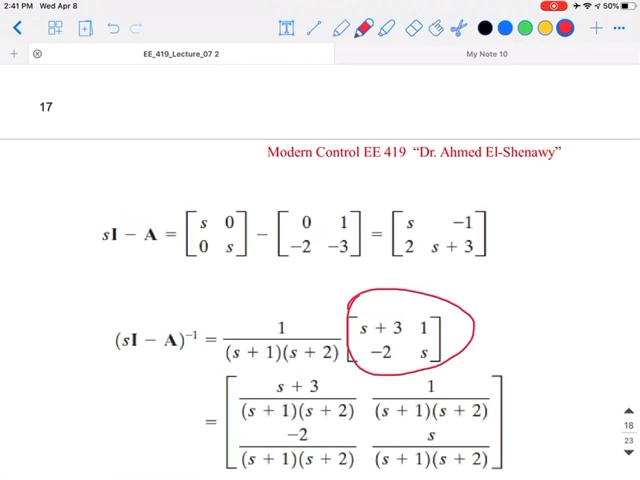 2:41 PM Wed Apr 8 50%
EE_419_Lecture_07 2 My Note 10
17
Modern Control EE 419 “Dr. Ahmed El-Shenawy”
sI − A = [s 0; 0 s] − [0 1; −2 −3] = [s −1; 2 s + 3]
(sI − A)⁻¹ = 1/((s + 1)(s + 2)) [s + 3 1; −2 s]
= [(s + 3)/((s + 1)(s + 2)) 1/((s + 1)(s + 2)); −2/((s + 1)(s + 2)) s/((s + 1)(s + 2))]
18
23